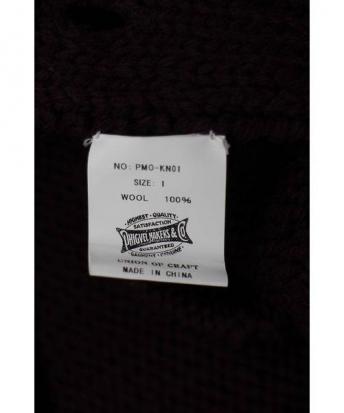 NO: PMO-KN01
SIZE: 1
WOOL 100%
HIGHEST - QUALITY
SATISFACTION
PHIGVEL MAKERS & Co.
GUARANTEED
GENUINE
UNION OF CRAFT
MADE IN CHINA